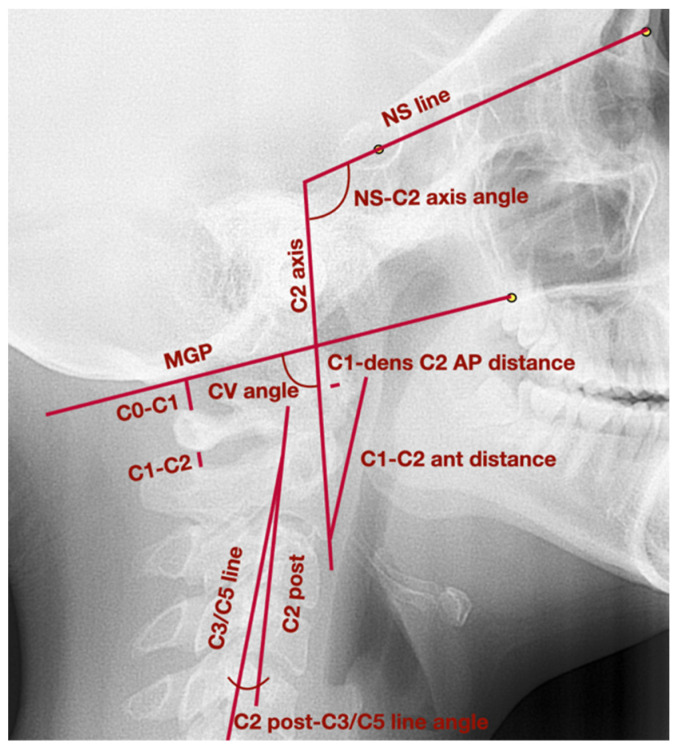 NS line
NS-C2 axis angle
C2 axis
MGP
C1-dens C2 AP distance
CV angle
C0-C1
C1-C2 ant distance
C1-C2
C3/C5 line
C2 post
C2 post-C3/C5 line angle